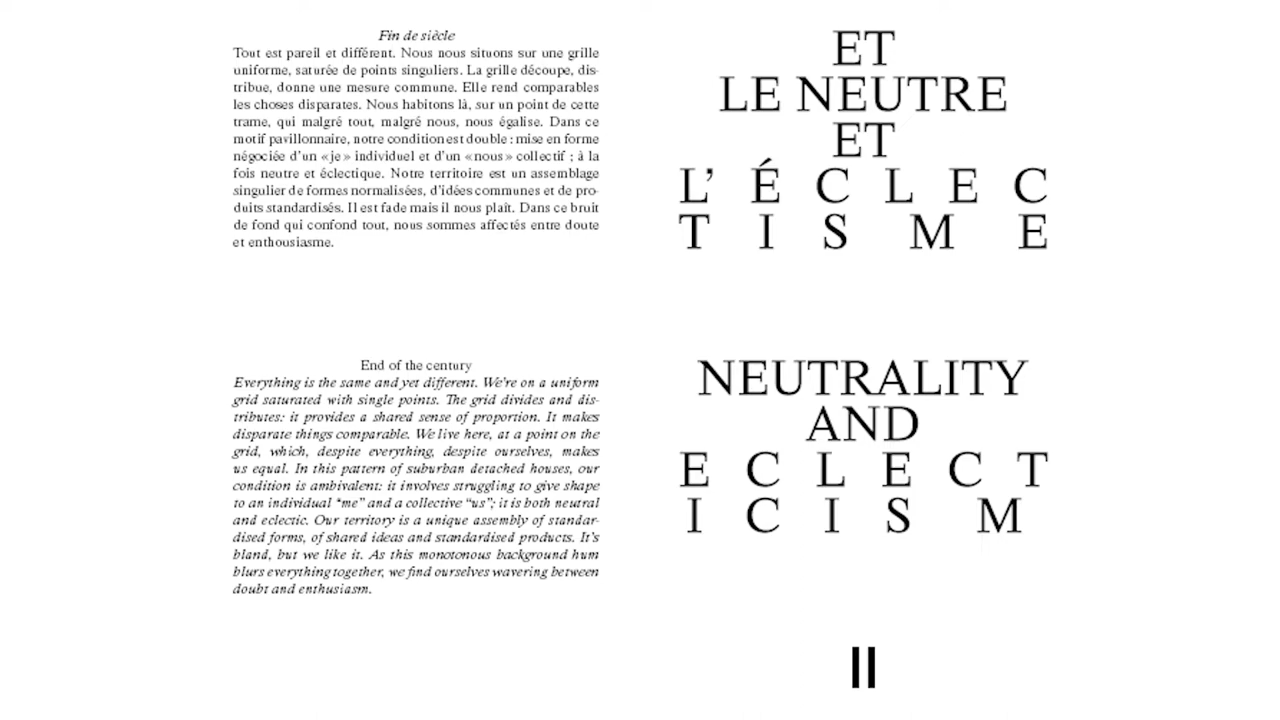 Fin de siècle
Tout est pareil et différent. Nous nous situons sur une grille
uniforme, saturée de points singuliers. La grille découpe, dis-
tribue, donne une mesure commune. Elle rend comparables
les choses disparates. Nous habitons là, sur un point de cette
trame, qui malgré tout, malgré nous, nous égalise. Dans ce
motif pavillonnaire, notre condition est double : mise en forme
négociée d'un «je» individuel et d'un «nous» collectif ; à la
fois neutre et éclectique. Notre territoire est un assemblage
singulier de formes normalisées, d'idées communes et de pro-
duits standardisés. Il est fade mais il nous plaît. Dans ce bruit
de fond qui confond tout, nous sommes affectés entre doute
et enthousiasme.
End of the century
Everything is the same and yet different. We're on a uniform
grid saturated with single points. The grid divides and dis-
tributes: it provides a shared sense of proportion. It makes
disparate things comparable. We live here, at a point on the
grid, which, despite everything, despite ourselves, makes
us equal. In this pattern of suburban detached houses, our
condition is ambivalent: it involves struggling to give shape
to an individual "me" and a collective "us"; it is both neutral
and eclectic. Our territory is a unique assembly of standar-
dised forms, of shared ideas and standardised products. It's
bland, but we like it. As this monotonous background hum
blurs everything together, we find ourselves wavering between
doubt and enthusiasm.
ET
LE NEUTRE
ET
L' É C L E C
T I S M E
NEUTRALITY
AND
E C L E C T
I C I S M
II